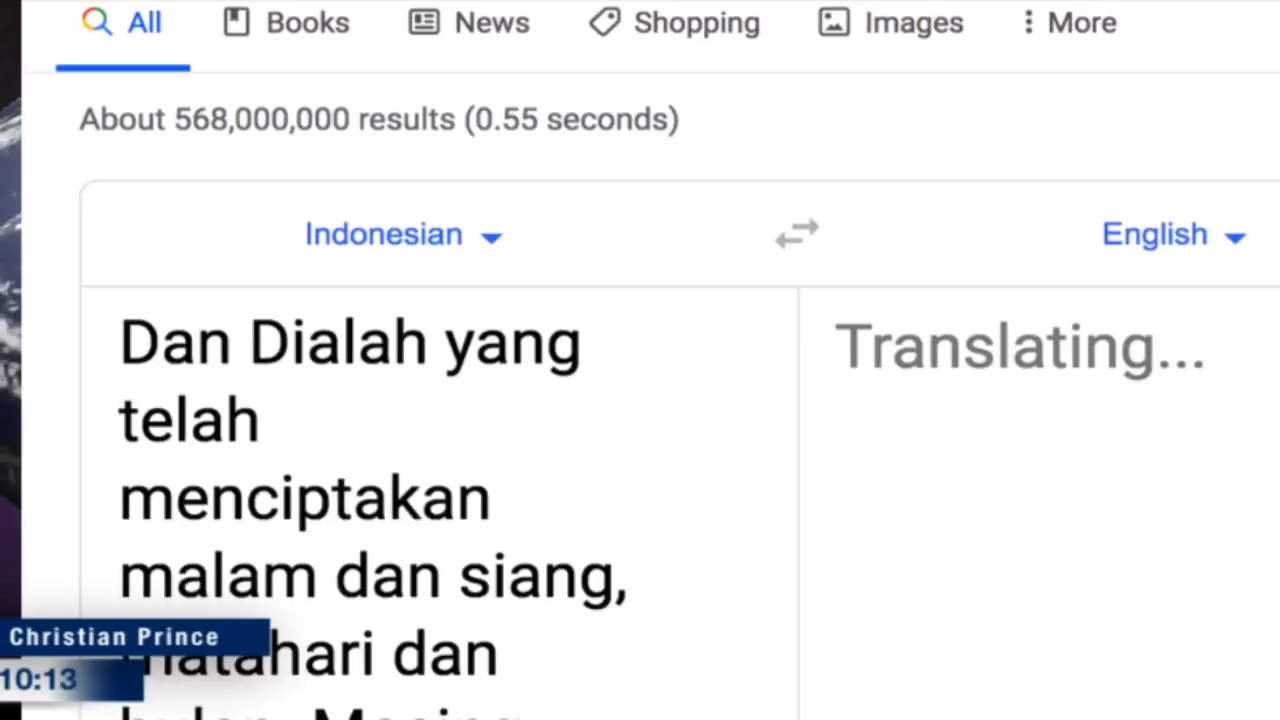 All Books News Shopping Images More
About 568,000,000 results (0.55 seconds)
Indonesian English
Dan Dialah yang
telah
menciptakan
malam dan siang,
matahari dan
Translating...
Christian Prince
10:13